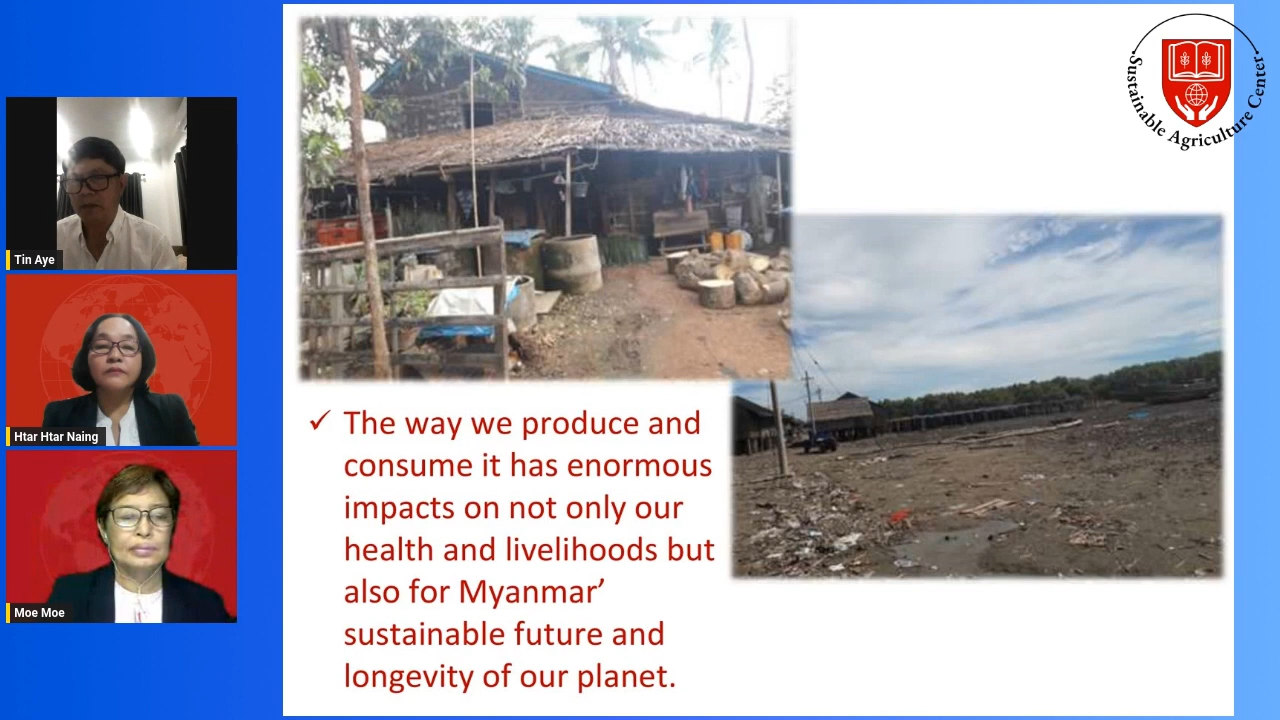 Sustainable Agriculture Center
Tin Aye
Htar Htar Naing
Moe Moe
✓ The way we produce and
consume it has enormous
impacts on not only our
health and livelihoods but
also for Myanmar’
sustainable future and
longevity of our planet.